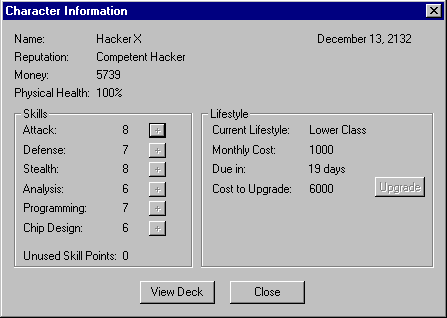 Character Information
Name: Hacker X December 13, 2132
Reputation: Competent Hacker
Money: 5739
Physical Health: 100%
Skills
Attack: 8 +
Defense: 7 +
Stealth: 8 +
Analysis: 6 +
Programming: 7 +
Chip Design: 6 +
Unused Skill Points: 0
Lifestyle
Current Lifestyle: Lower Class
Monthly Cost: 1000
Due in: 19 days
Cost to Upgrade: 6000 Upgrade
View Deck Close